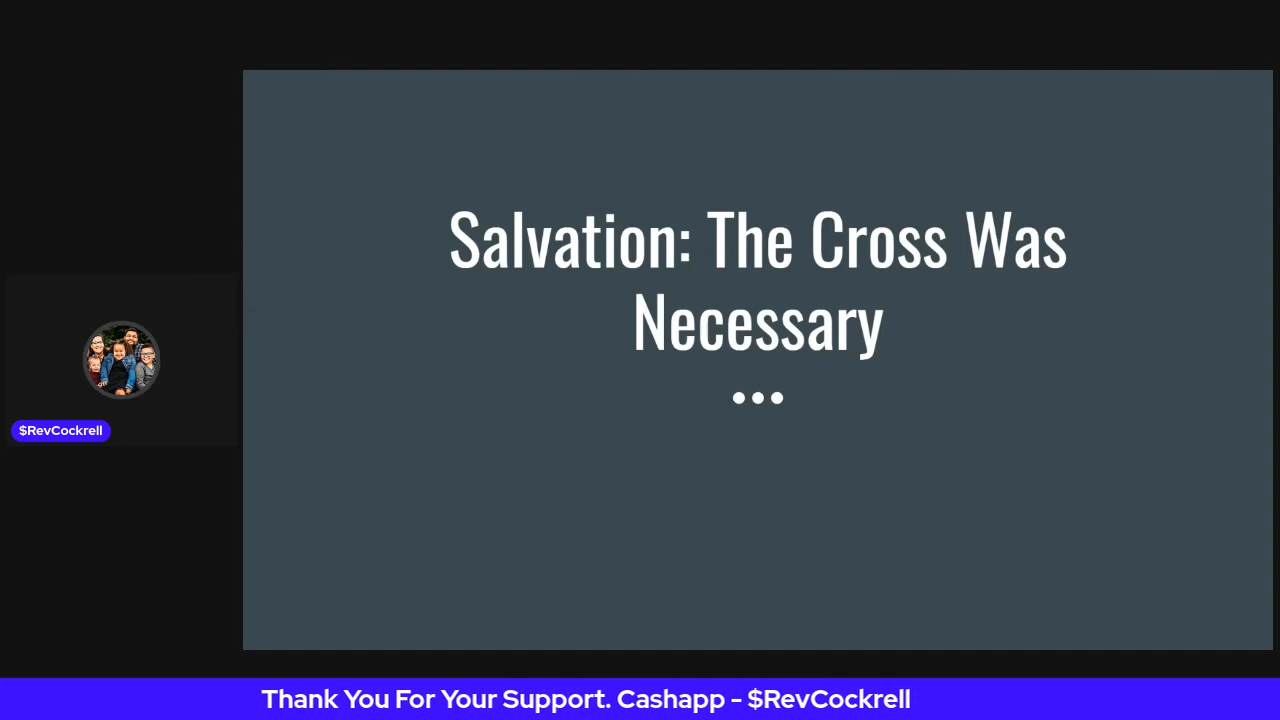 Salvation: The Cross Was
Necessary
$RevCockrell
Thank You For Your Support. Cashapp - $RevCockrell